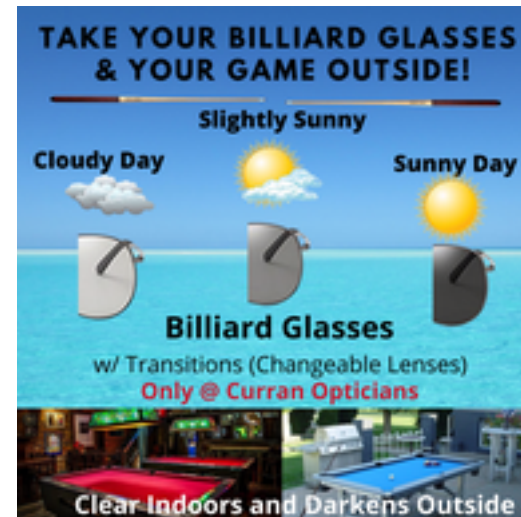 TAKE YOUR BILLIARD GLASSES
& YOUR GAME OUTSIDE!
Slightly Sunny
Cloudy Day
Sunny Day
Billiard Glasses
w/ Transitions (Changeable Lenses)
Only @ Curran Opticians
Clear Indoors and Darkens Outside